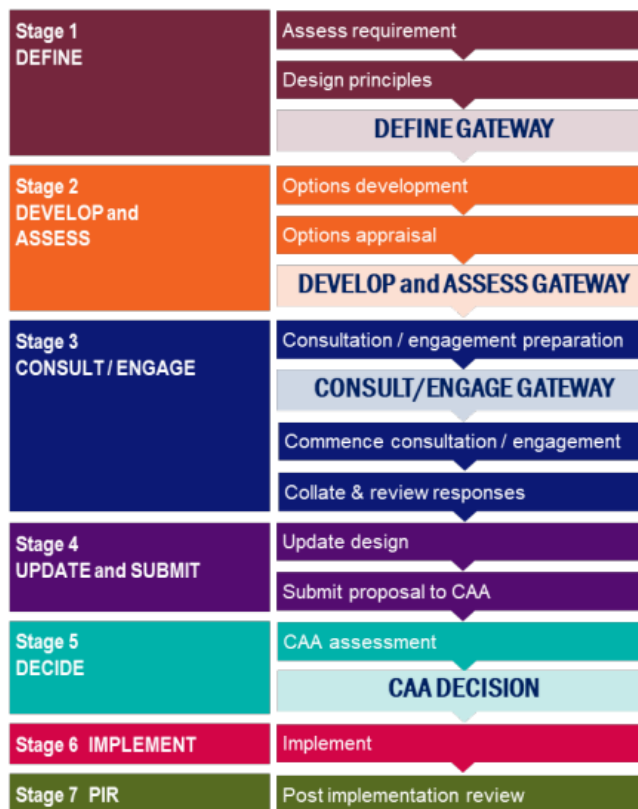 Stage 1
DEFINE
Assess requirement
Design principles
DEFINE GATEWAY
Stage 2
DEVELOP and
ASSESS
Options development
Options appraisal
DEVELOP and ASSESS GATEWAY
Stage 3
CONSULT / ENGAGE
Consultation / engagement preparation
CONSULT/ENGAGE GATEWAY
Commence consultation / engagement
Collate & review responses
Stage 4
UPDATE and SUBMIT
Update design
Submit proposal to CAA
Stage 5
DECIDE
CAA assessment
CAA DECISION
Stage 6 IMPLEMENT
Implement
Stage 7 PIR
Post implementation review